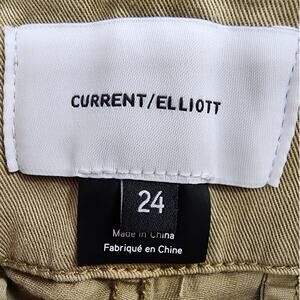 CURRENT/ELLIOTT
24
Made in China
Fabriqué en Chine